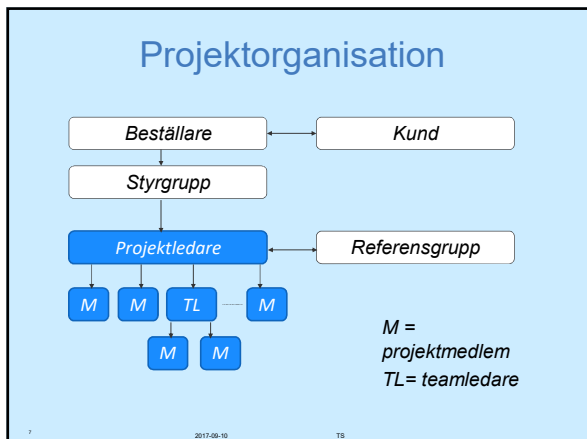 Projektorganisation
Beställare
Kund
Styrgrupp
Projektledare
Referensgrupp
M
M
TL
M
M
M
M =
projektmedlem
TL= teamledare
7
2017-09-10
TS